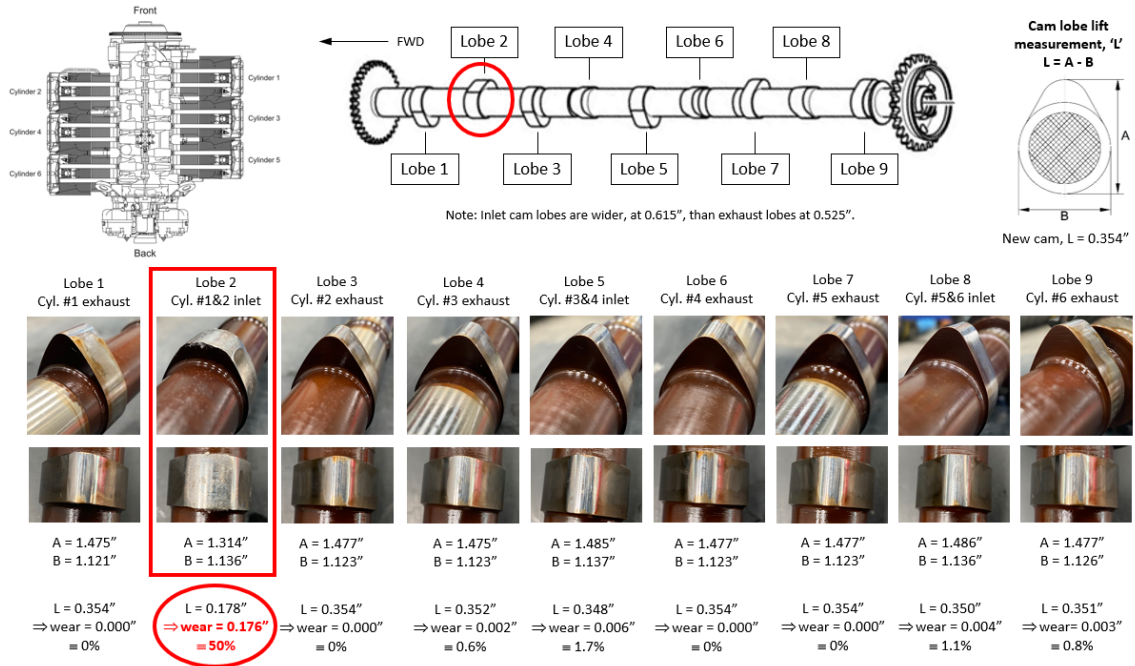 Front
Cylinder 1
Cylinder 2
Cylinder 3
Cylinder 4
Cylinder 5
Cylinder 6
Back
FWD
Lobe 2
Lobe 4
Lobe 6
Lobe 8
Lobe 1
Lobe 3
Lobe 5
Lobe 7
Lobe 9
Note: Inlet cam lobes are wider, at 0.615”, than exhaust lobes at 0.525”.
Cam lobe lift
measurement, ‘L’
L = A - B
A
B
New cam, L = 0.354”
Lobe 1
Cyl. #1 exhaust
Lobe 2
Cyl. #1&2 inlet
Lobe 3
Cyl. #2 exhaust
Lobe 4
Cyl. #3 exhaust
Lobe 5
Cyl. #3&4 inlet
Lobe 6
Cyl. #4 exhaust
Lobe 7
Cyl. #5 exhaust
Lobe 8
Cyl. #5&6 inlet
Lobe 9
Cyl. #6 exhaust
A = 1.475”
B = 1.121”
A = 1.314”
B = 1.136”
A = 1.477”
B = 1.123”
A = 1.475”
B = 1.123”
A = 1.485”
B = 1.137”
A = 1.477”
B = 1.123”
A = 1.477”
B = 1.123”
A = 1.486”
B = 1.136”
A = 1.477”
B = 1.126”
L = 0.354”
⇒ wear = 0.000”
≡ 0%
L = 0.178”
⇒ wear = 0.176”
≡ 50%
L = 0.354”
⇒ wear = 0.000”
≡ 0%
L = 0.352”
⇒ wear = 0.002”
≡ 0.6%
L = 0.348”
⇒ wear = 0.006”
≡ 1.7%
L = 0.354”
⇒ wear = 0.000”
≡ 0%
L = 0.354”
⇒ wear = 0.000”
≡ 0%
L = 0.350”
⇒ wear = 0.004”
≡ 1.1%
L = 0.351”
⇒ wear= 0.003”
≡ 0.8%